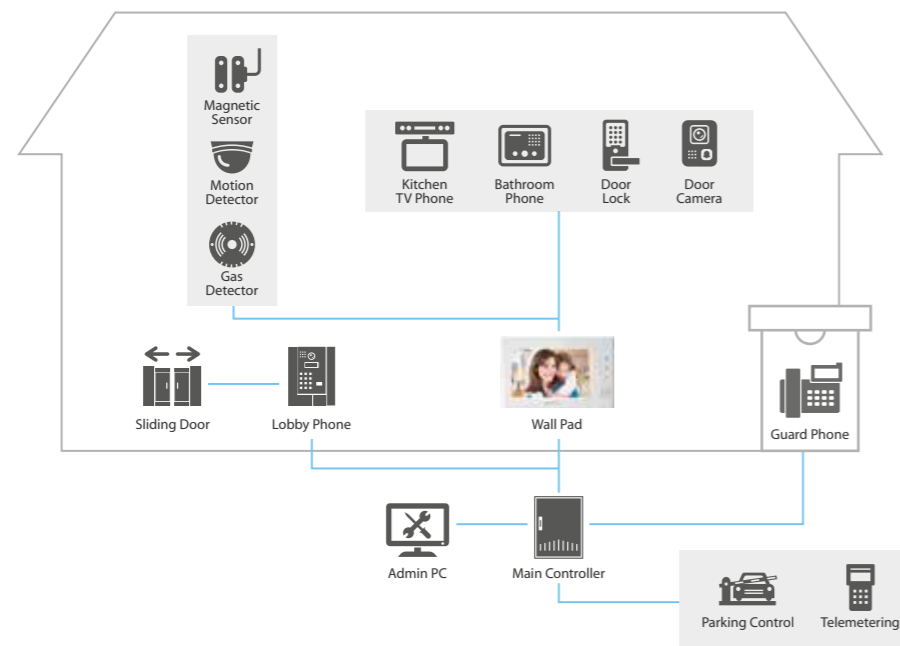 Magnetic
Sensor
Motion
Detector
Gas
Detector
Kitchen
TV Phone
Bathroom
Phone
Door
Lock
Door
Camera
Sliding Door
Lobby Phone
Wall Pad
Guard Phone
Admin PC
Main Controller
Parking Control
Telemetering